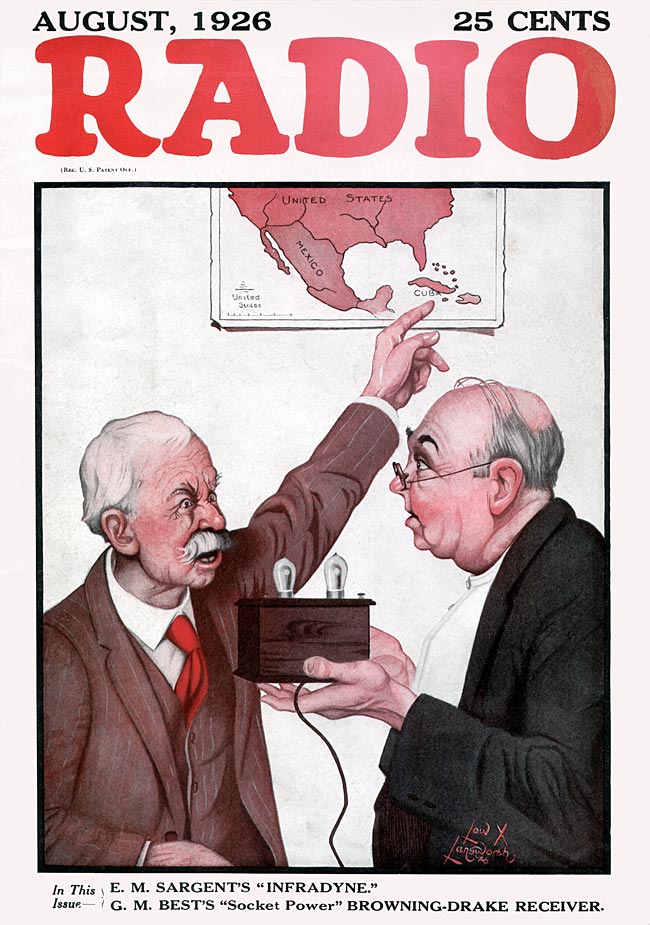 AUGUST, 1926 25 CENTS
RADIO
(REG. U. S. PATENT OFF.)
UNITED STATES
MEXICO
CUBA
United
States
In This E. M. SARGENT'S "INFRADYNE."
Issue— G. M. BEST'S "Socket Power" BROWNING-DRAKE RECEIVER.